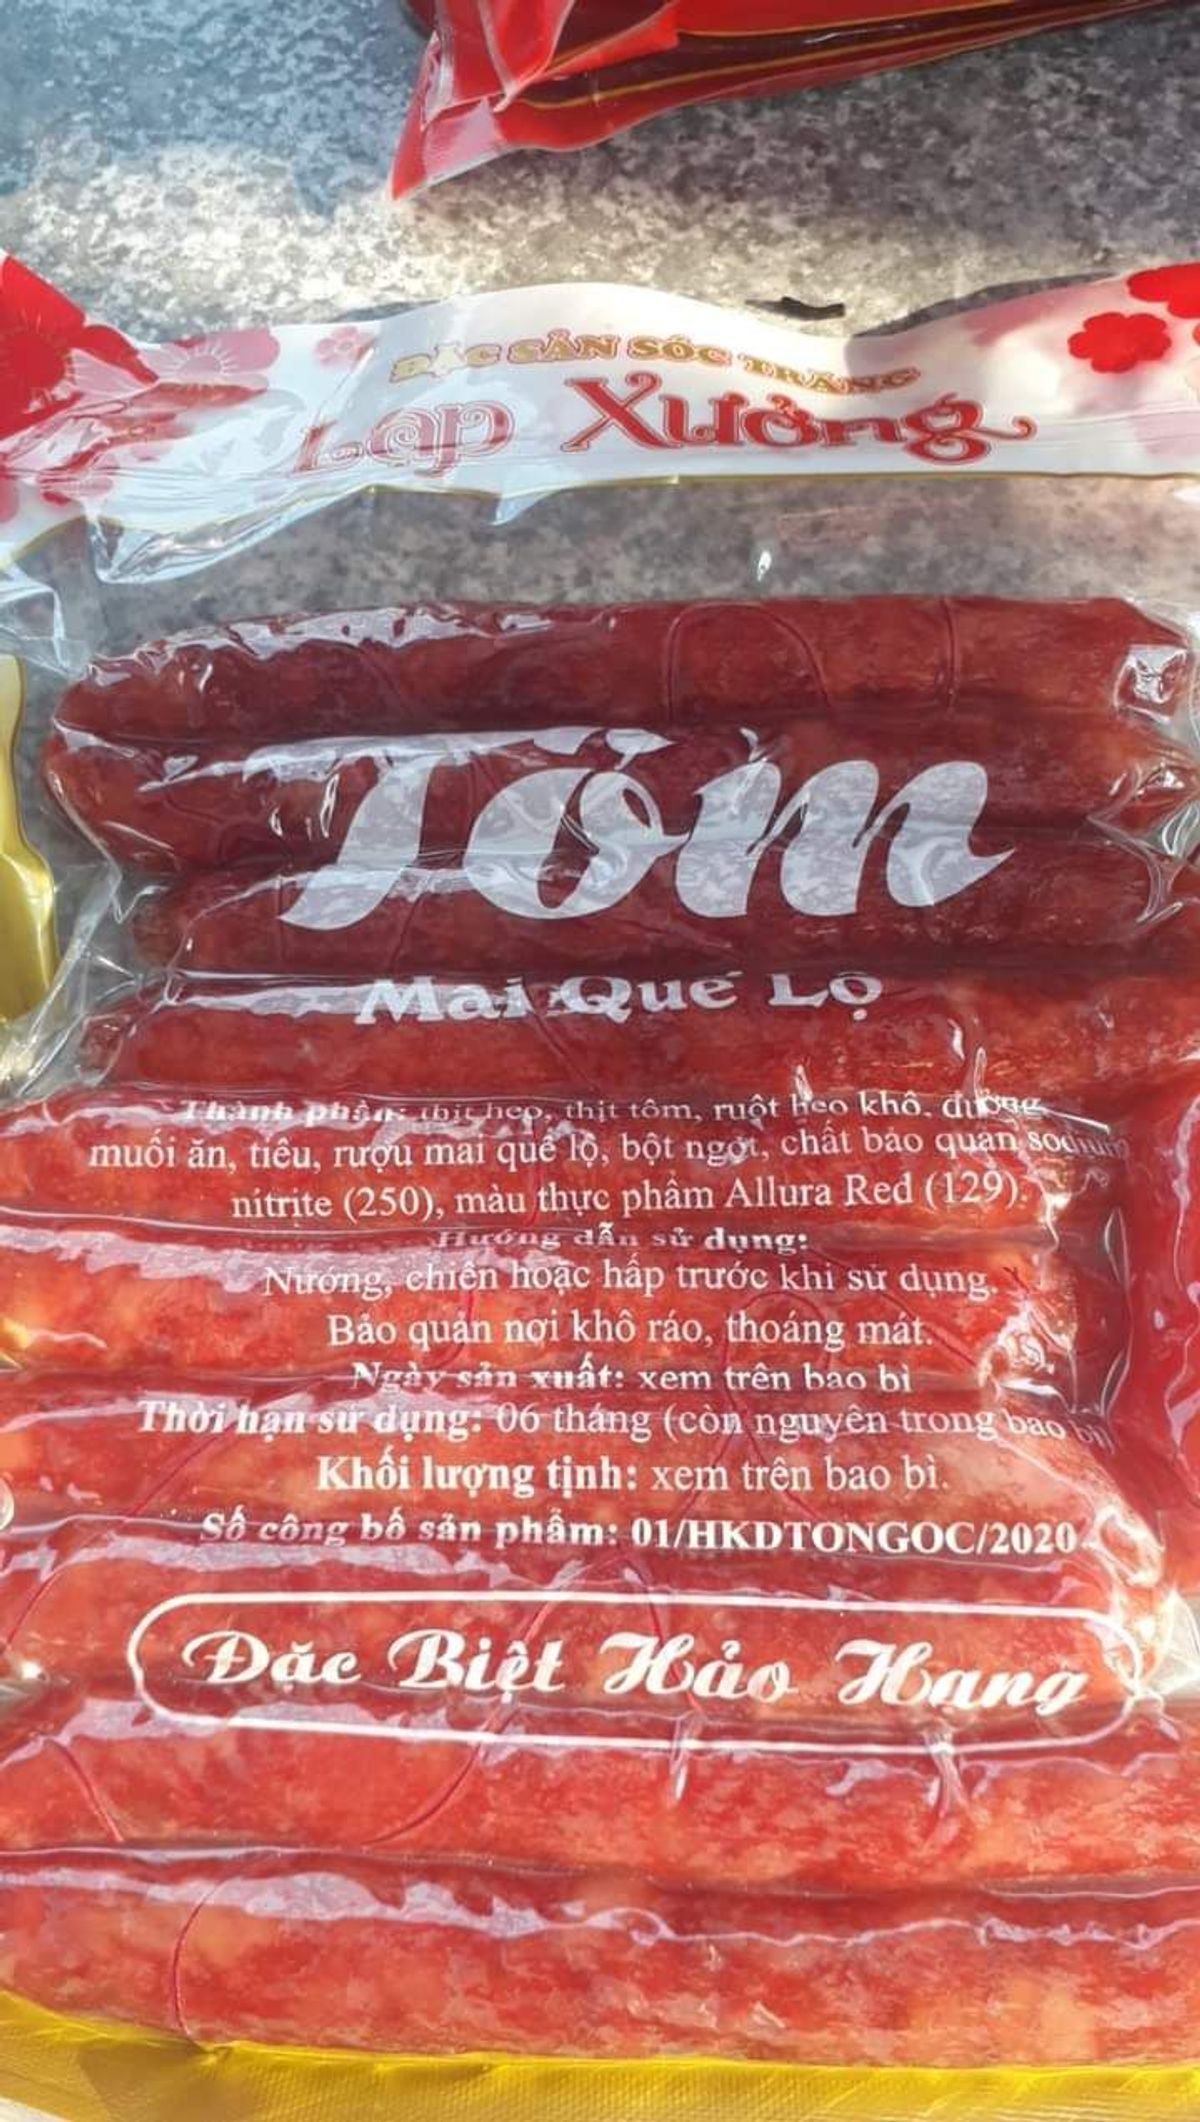 ĐẶC SẢN SÓC TRĂNG
Lạp Xưởng
Tôm
Mai Quế Lộ
Thành phần: thịt heo, thịt tôm, ruột heo khô, đường
muối ăn, tiêu, rượu mai quế lộ, bột ngọt, chất bảo quản sodium
nitrite (250), màu thực phẩm Allura Red (129).
Hướng dẫn sử dụng:
Nướng, chiên hoặc hấp trước khi sử dụng.
Bảo quản nơi khô ráo, thoáng mát.
Ngày sản xuất: xem trên bao bì
Thời hạn sử dụng: 06 tháng (còn nguyên trong bao bì)
Khối lượng tịnh: xem trên bao bì.
Số công bố sản phẩm: 01/HKDTONGOC/2020
Đặc Biệt Hảo Hạng